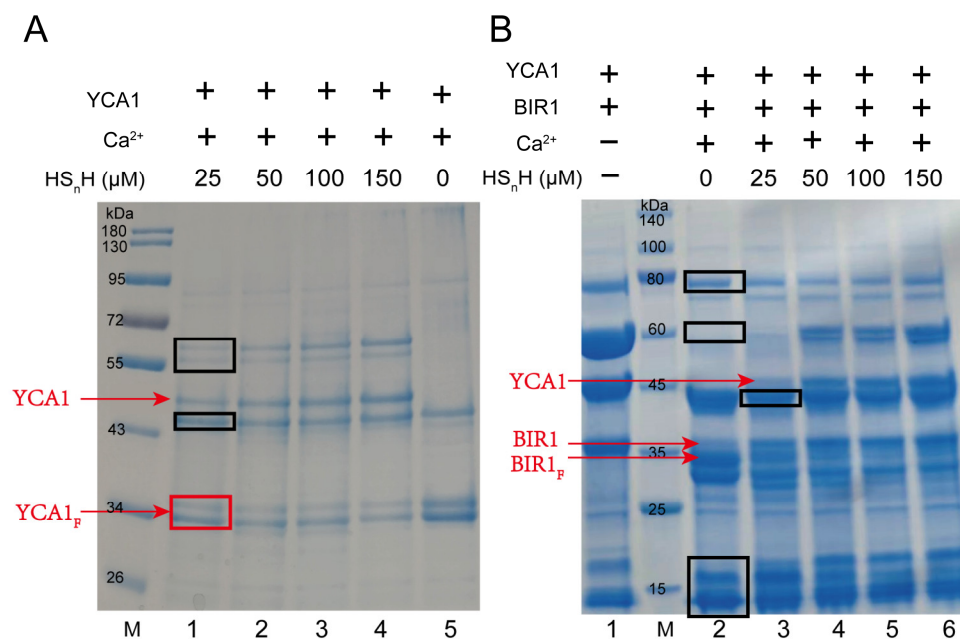 A
YCA1 + + + + +
Ca²⁺ + + + + +
HSₙH (μM) 25 50 100 150 0
kDa
180
130
95
72
55
YCA1
43
34
YCA1F
26
M 1 2 3 4 5
B
YCA1 + + + + + +
BIR1 + + + + + +
Ca²⁺ − + + + + +
HSₙH (μM) − 0 25 50 100 150
kDa
140
100
80
60
YCA1
45
BIR1
35
BIR1F
25
15
1 M 2 3 4 5 6